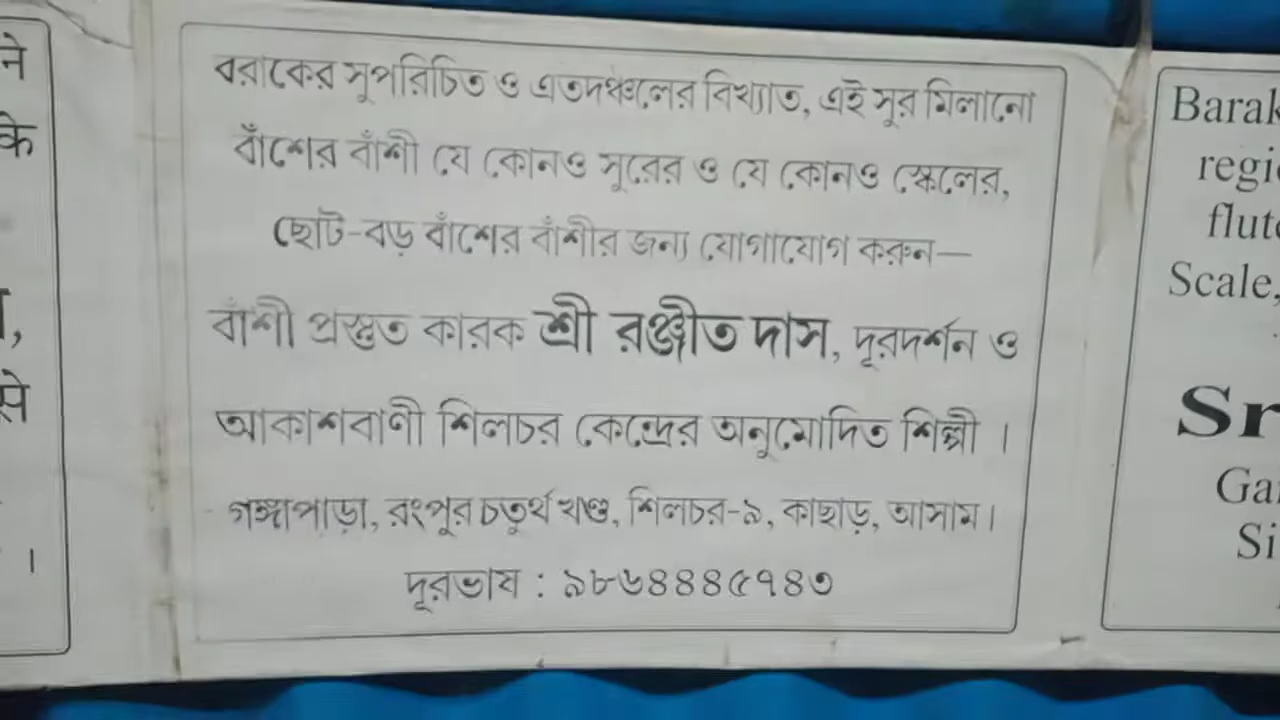 ने
के
,
से
।
বরাকের সুপরিচিত ও এতদঞ্চলের বিখ্যাত, এই সুর মিলানো
বাঁশের বাঁশী যে কোনও সুরের ও যে কোনও স্কেলের,
ছোট-বড় বাঁশের বাঁশীর জন্য যোগাযোগ করুন—
বাঁশী প্রস্তুত কারক শ্রী রঞ্জীত দাস, দূরদর্শন ও
আকাশবাণী শিলচর কেন্দ্রের অনুমোদিত শিল্পী ।
গঙ্গাপাড়া, রংপুর চতুর্থ খণ্ড, শিলচর-৯, কাছাড়, আসাম।
দূরভাষ : ৯৮৬৪৪৪৫৭৪৩
Barak
regi
flut
Scale,
Sr
Ga
Si